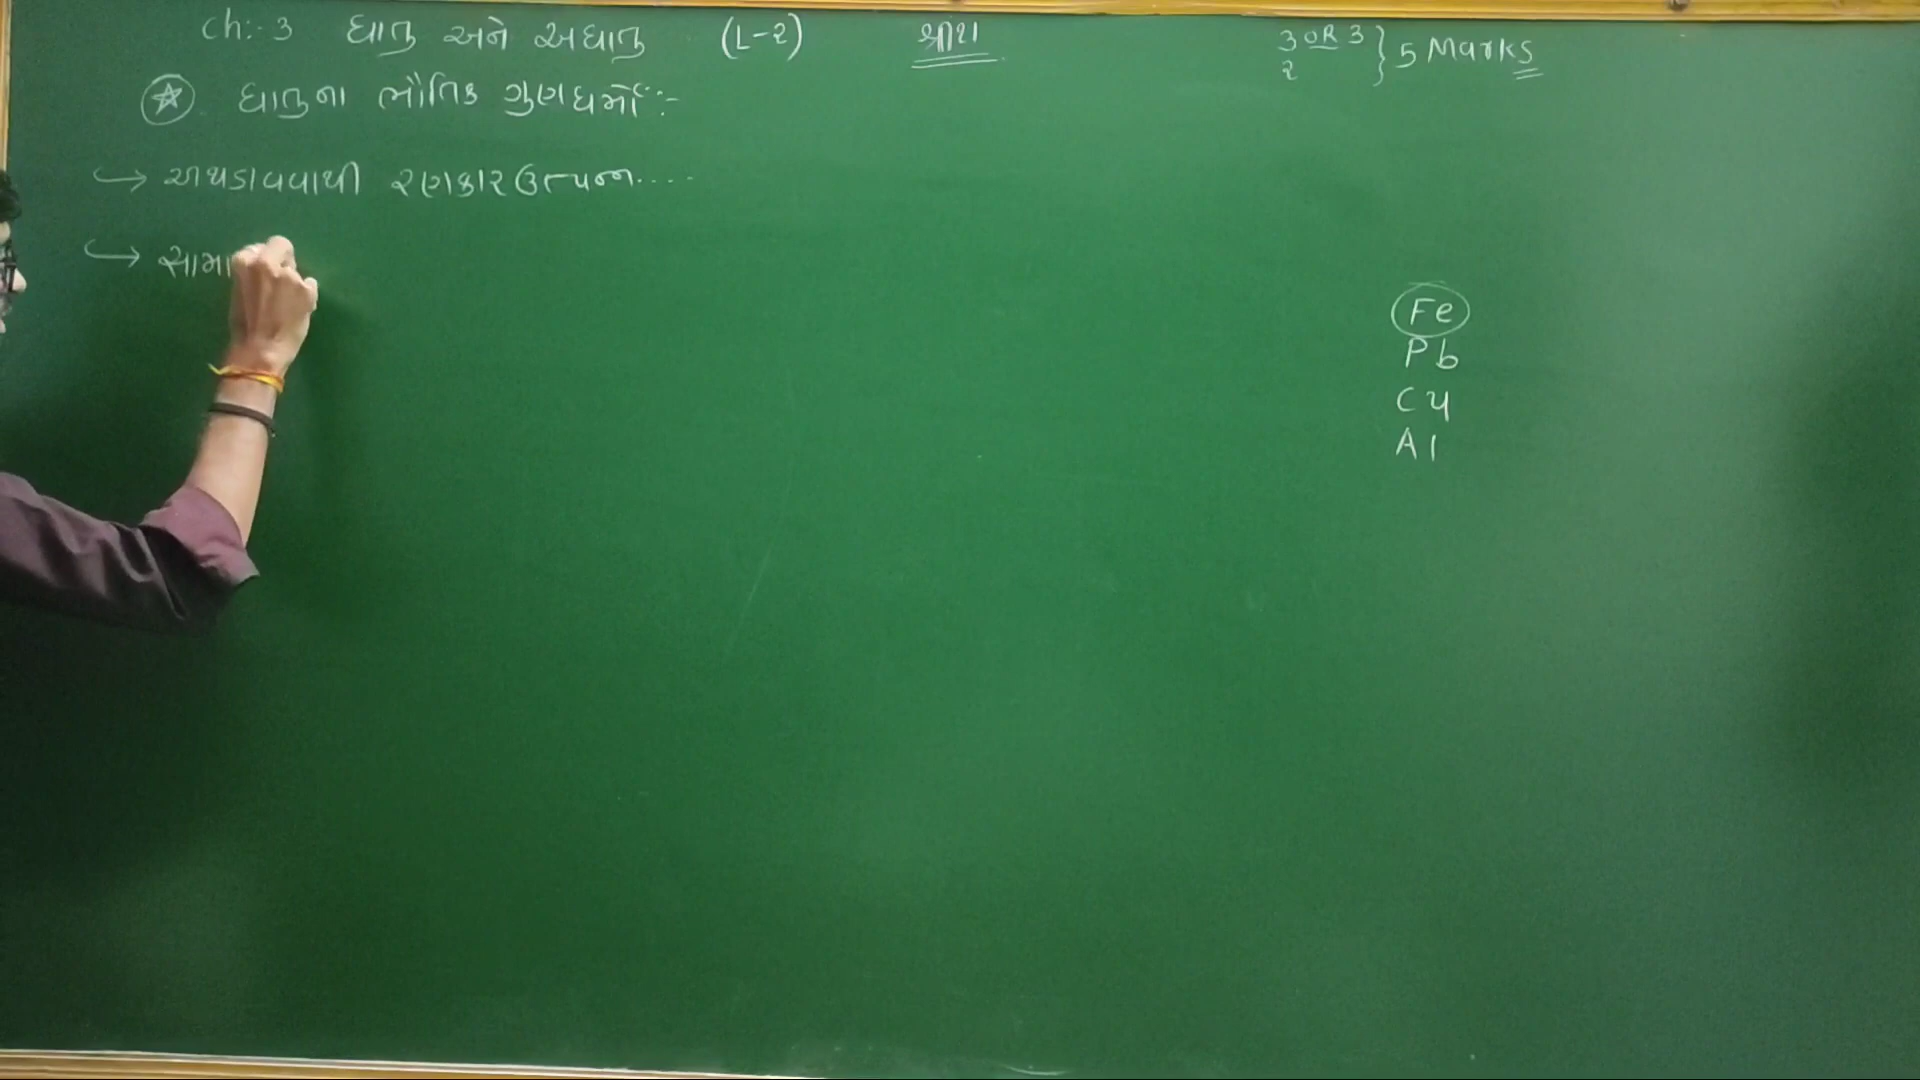 ch:- 3 ધાતુ અને અધાતુ (L-2) શ્રીશ
3 OR 3 } 5 Marks
2
ધાતુના ભૌતિક ગુણધર્મો :-
→ અથડાવવાથી રણકાર ઉત્પન્ન....
→ સામા
Fe
Pb
Cu
Al